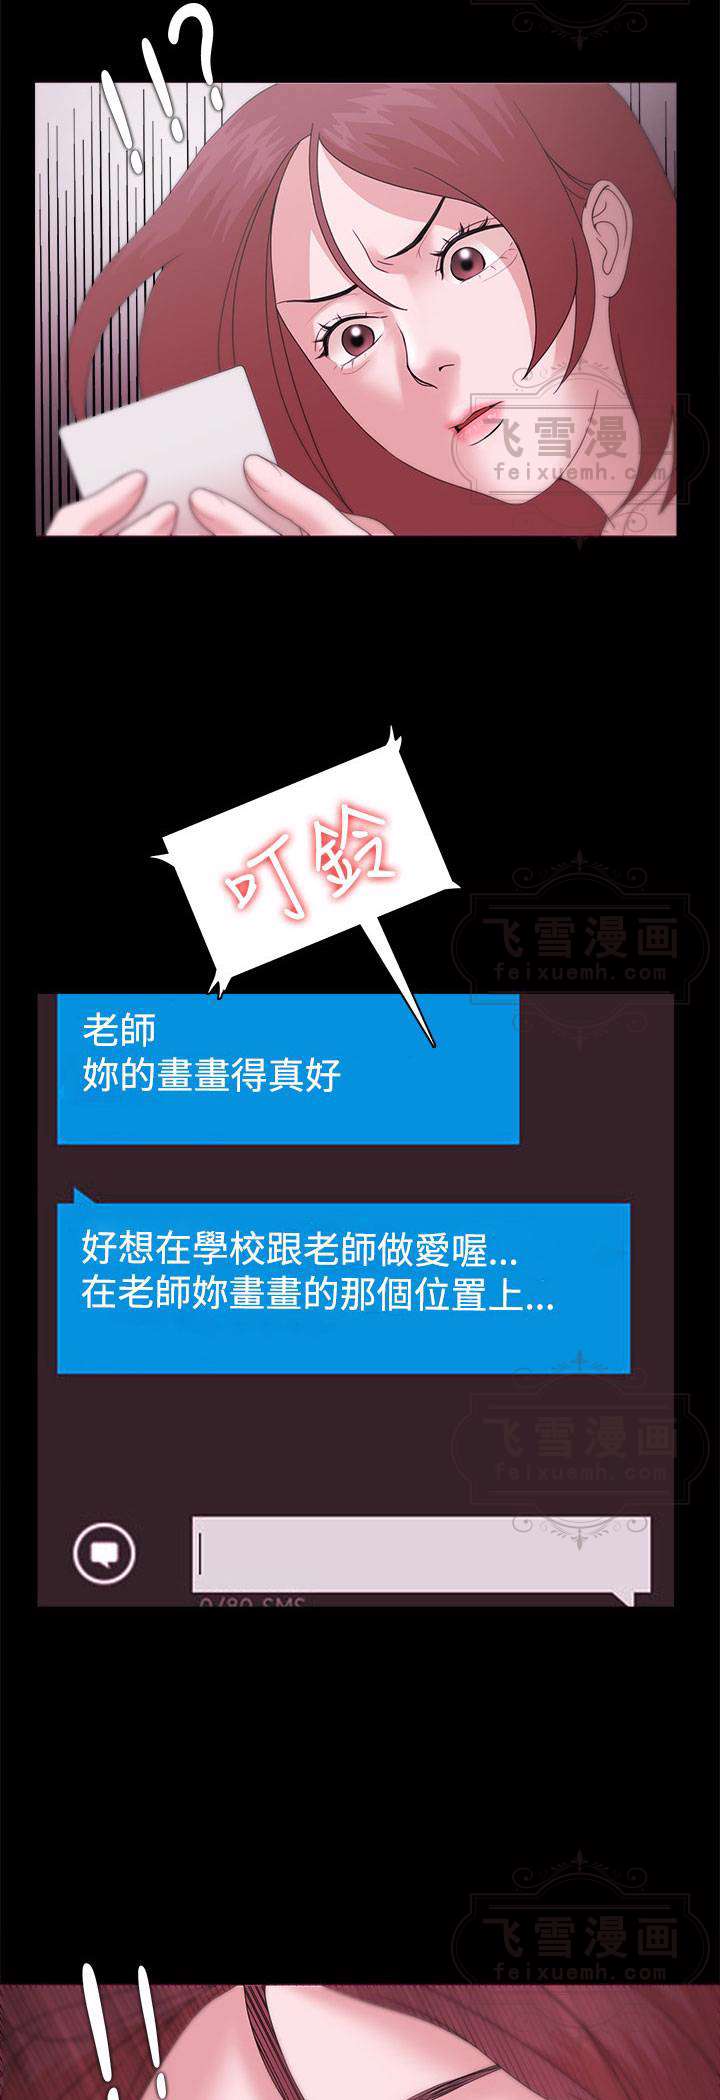 !!?
飞雪漫画
feixuemh.com
叮鈴
飞雪漫画
feixuemh.com
老師
妳的畫畫得真好
好想在學校跟老師做愛喔...
在老師妳畫畫的那個位置上...
飞雪漫画
feixuemh.com
0/80 SMS
飞雪漫画
feixuemh.com
!!